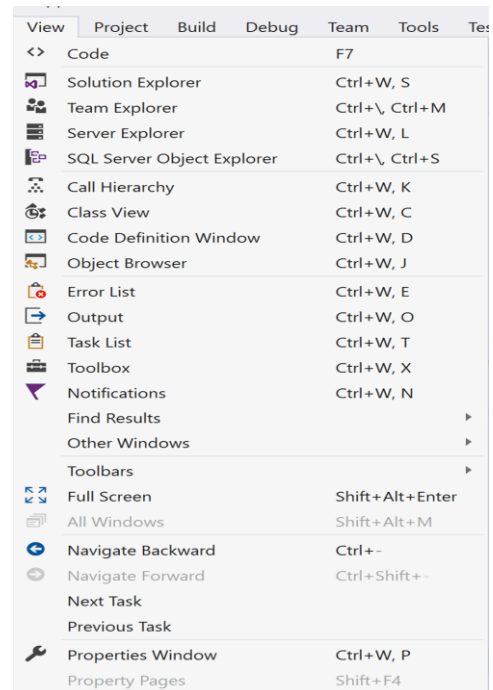 View Project Build Debug Team Tools Tes
Code F7
Solution Explorer Ctrl+W, S
Team Explorer Ctrl+\, Ctrl+M
Server Explorer Ctrl+W, L
SQL Server Object Explorer Ctrl+\, Ctrl+S
Call Hierarchy Ctrl+W, K
Class View Ctrl+W, C
Code Definition Window Ctrl+W, D
Object Browser Ctrl+W, J
Error List Ctrl+W, E
Output Ctrl+W, O
Task List Ctrl+W, T
Toolbox Ctrl+W, X
Notifications Ctrl+W, N
Find Results
Other Windows
Toolbars
Full Screen Shift+Alt+Enter
All Windows Shift+Alt+M
Navigate Backward Ctrl+-
Navigate Forward Ctrl+Shift+-
Next Task
Previous Task
Properties Window Ctrl+W, P
Property Pages Shift+F4